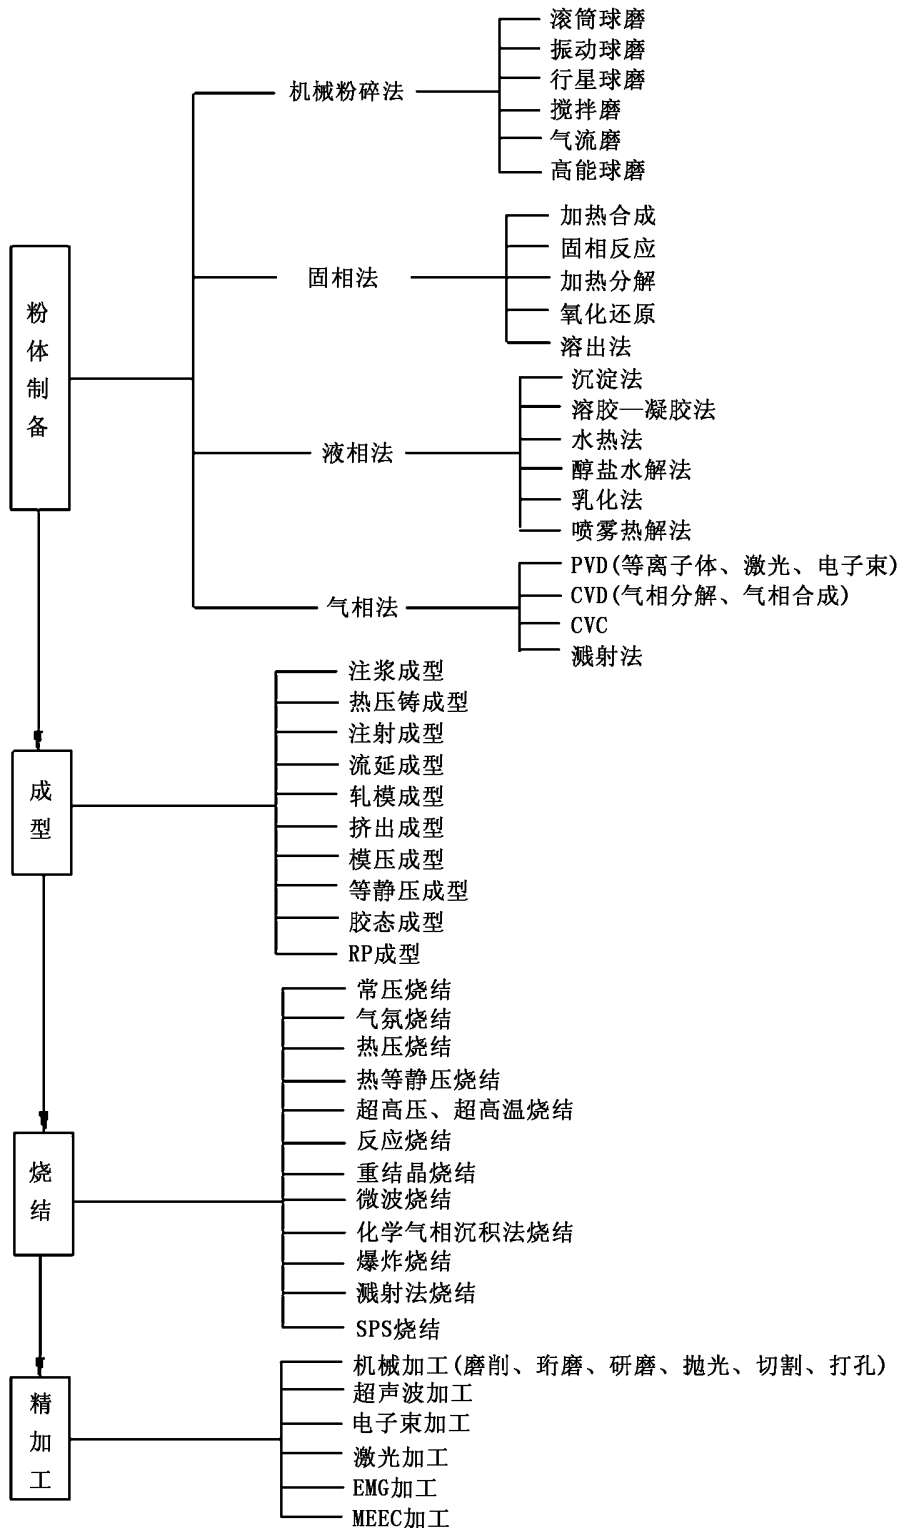 粉体制备
机械粉碎法
滚筒球磨
振动球磨
行星球磨
搅拌磨
气流磨
高能球磨
固相法
加热合成
固相反应
加热分解
氧化还原
溶出法
液相法
沉淀法
溶胶—凝胶法
水热法
醇盐水解法
乳化法
喷雾热解法
气相法
PVD(等离子体、激光、电子束)
CVD(气相分解、气相合成)
CVC
溅射法
成型
注浆成型
热压铸成型
注射成型
流延成型
轧模成型
挤出成型
模压成型
等静压成型
胶态成型
RP成型
烧结
常压烧结
气氛烧结
热压烧结
热等静压烧结
超高压、超高温烧结
反应烧结
重结晶烧结
微波烧结
化学气相沉积法烧结
爆炸烧结
溅射法烧结
SPS烧结
精加工
机械加工(磨削、珩磨、研磨、抛光、切割、打孔)
超声波加工
电子束加工
激光加工
EMG加工
MEEC加工